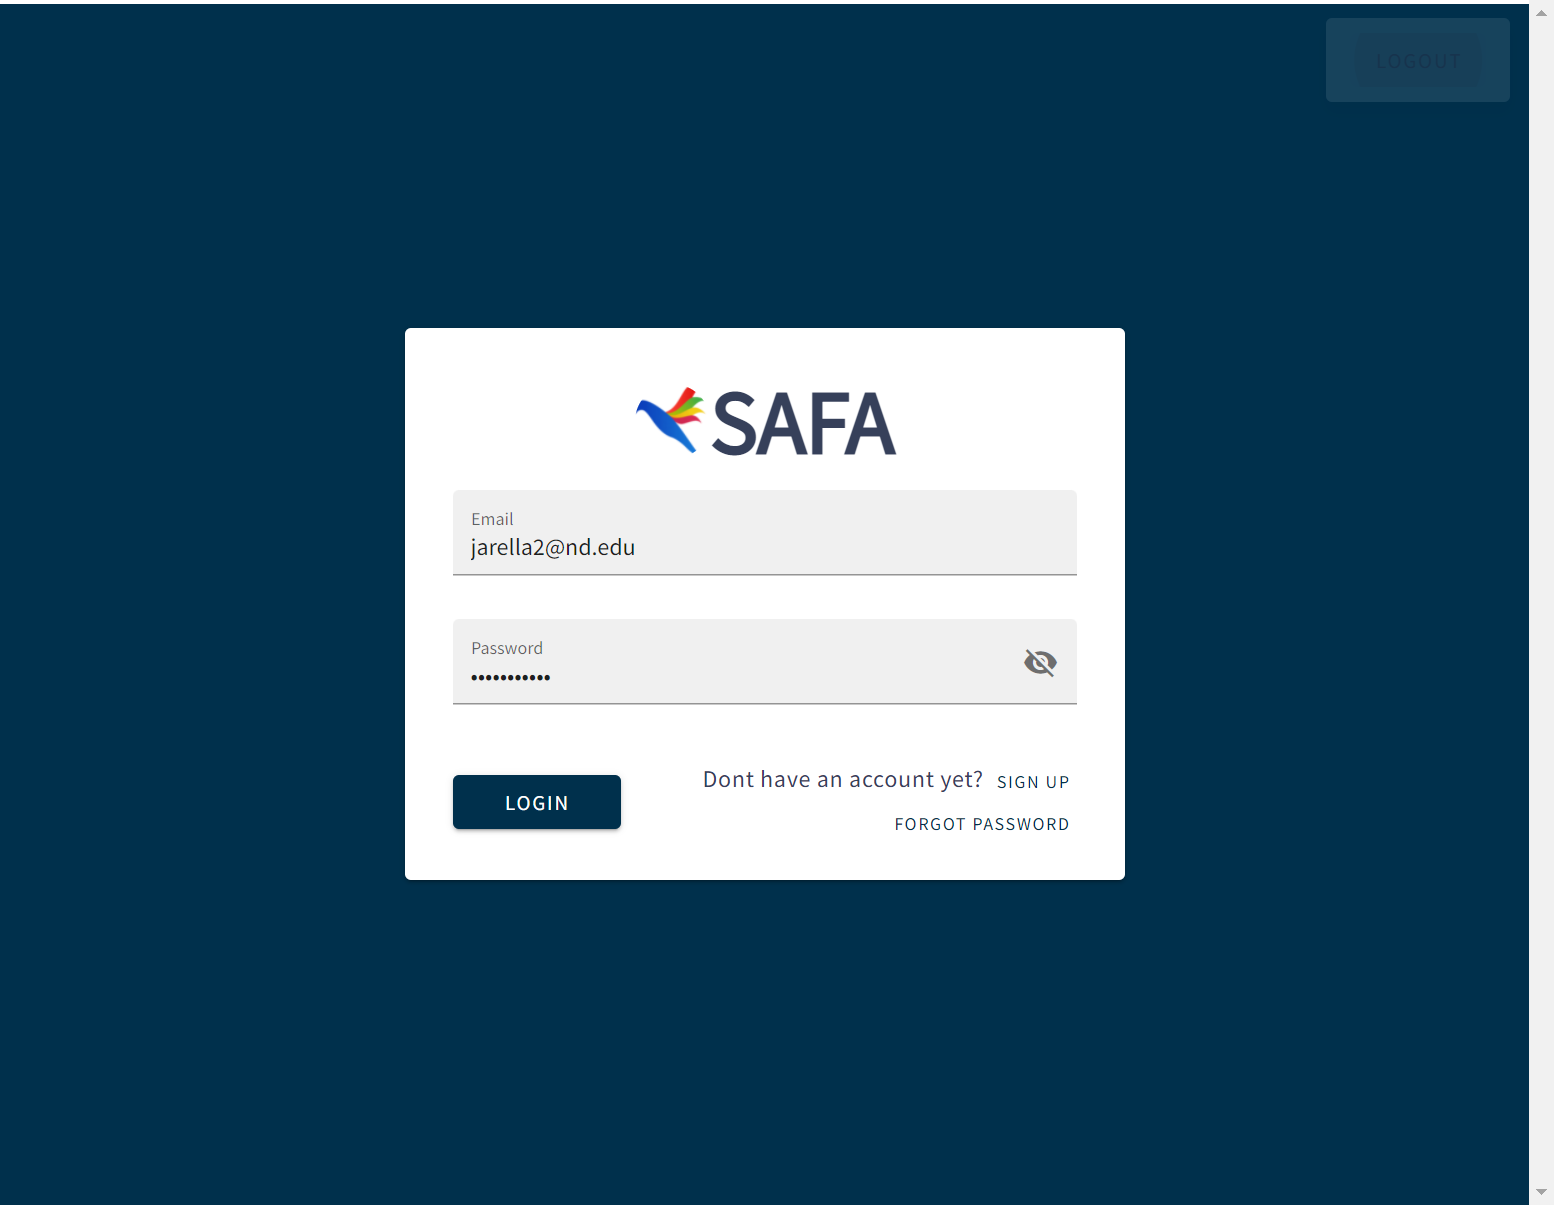 LOGOUT
SAFA
Email
jarella2@nd.edu
Password
•••••••••••
LOGIN
Dont have an account yet? SIGN UP
FORGOT PASSWORD